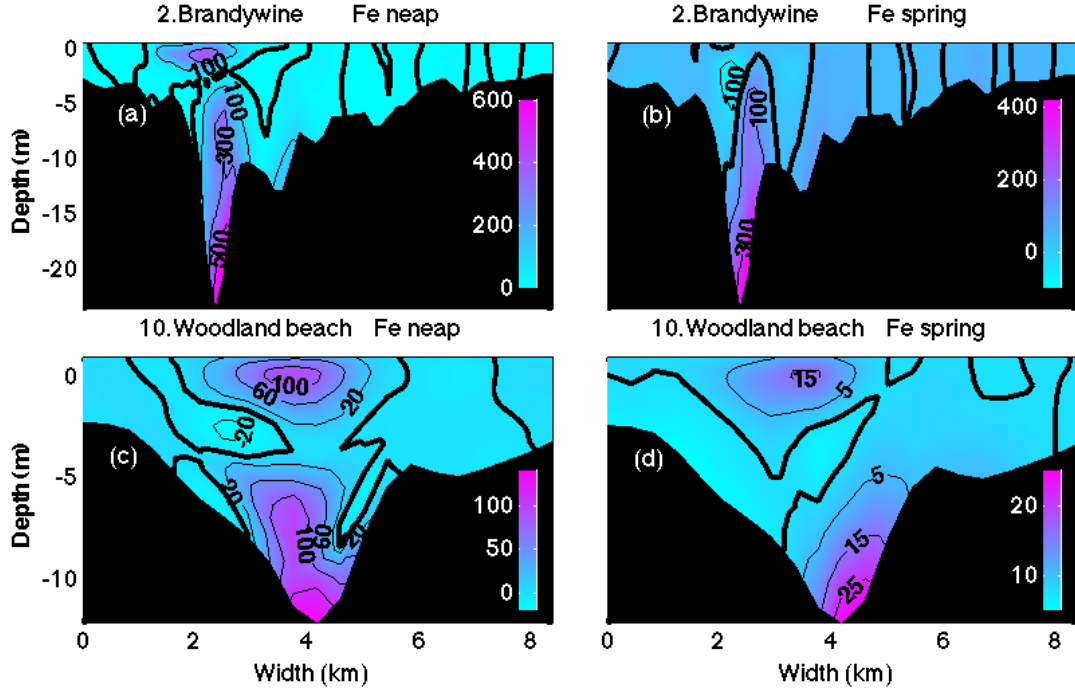 2.Brandywine Fe neap
2.Brandywine Fe spring
0
-5
-10
-15
-20
Depth (m)
(a)
100
100
300
500
600
400
200
0
(b)
100
100
300
400
200
0
10.Woodland beach Fe neap
10.Woodland beach Fe spring
0
-5
-10
Depth (m)
(c)
100
60
20
-20
20
100
60
20
100
50
0
(d)
15
5
5
15
25
20
10
0 2 4 6 8
Width (km)
0 2 4 6 8
Width (km)